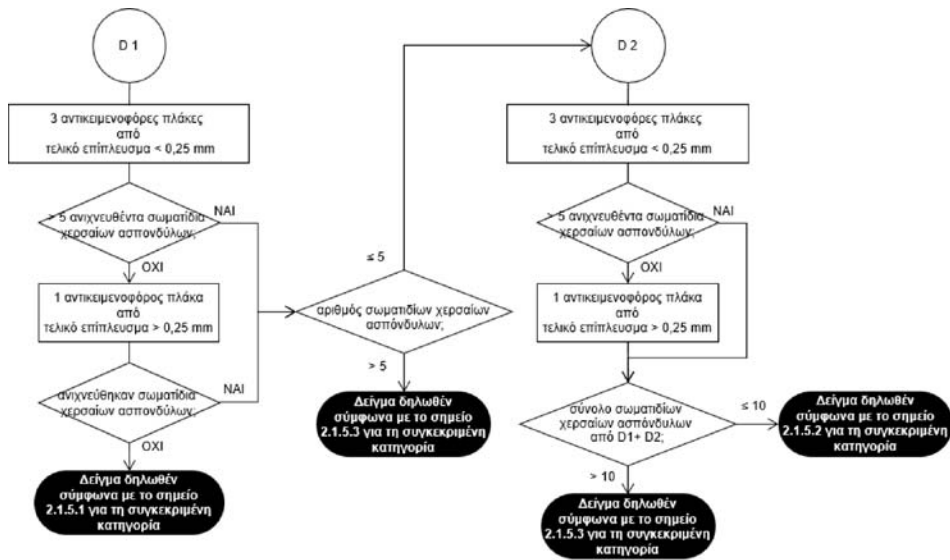 D 1
3 αντικειμενοφόρες πλάκες
από
τελικό επίπλευσμα < 0,25 mm
> 5 ανιχνευθέντα σωματίδια
χερσαίων ασπονδύλων;
ΝΑΙ
ΟΧΙ
1 αντικειμενοφόρος πλάκα
από
τελικό επίπλευσμα > 0,25 mm
ανιχνεύθηκαν σωματίδια
χερσαίων ασπονδύλων;
ΝΑΙ
ΟΧΙ
Δείγμα δηλωθέν
σύμφωνα με το σημείο
2.1.5.1 για τη συγκεκριμένη
κατηγορία
≤ 5
αριθμός σωματιδίων χερσαίων
ασπόνδυλων;
> 5
Δείγμα δηλωθέν
σύμφωνα με το σημείο
2.1.5.3 για τη συγκεκριμένη
κατηγορία
D 2
3 αντικειμενοφόρες πλάκες
από
τελικό επίπλευσμα < 0,25 mm
> 5 ανιχνευθέντα σωματίδια
χερσαίων ασπονδύλων;
ΝΑΙ
ΟΧΙ
1 αντικειμενοφόρος πλάκα
από
τελικό επίπλευσμα > 0,25 mm
σύνολο σωματιδίων
χερσαίων ασπόνδυλων
από D1+ D2;
≤ 10
Δείγμα δηλωθέν
σύμφωνα με το σημείο
2.1.5.2 για τη συγκεκριμένη
κατηγορία
> 10
Δείγμα δηλωθέν
σύμφωνα με το σημείο
2.1.5.3 για τη συγκεκριμένη
κατηγορία